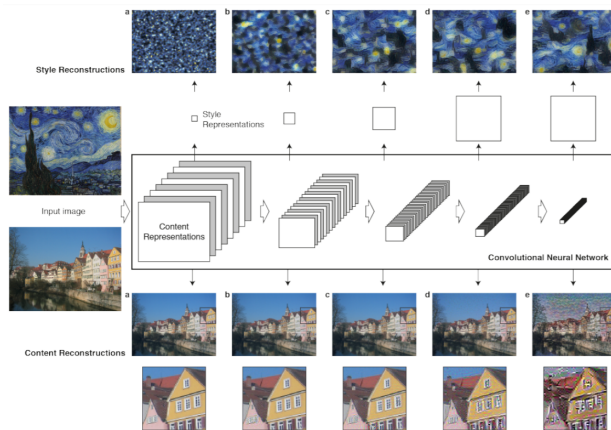 a b c d e
Style Reconstructions
Style
Representations
Input image
Content
Representations
Convolutional Neural Network
a b c d e
Content Reconstructions